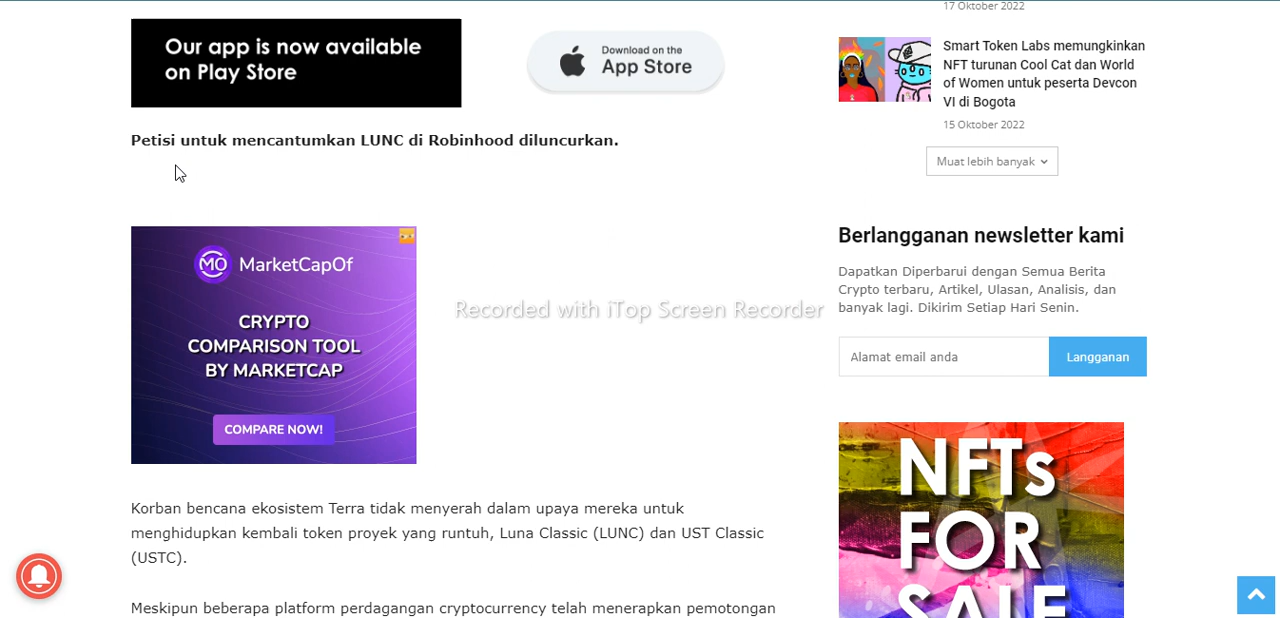 Our app is now available
on Play Store
Download on the
App Store
Petisi untuk mencantumkan LUNC di Robinhood diluncurkan.
MO MarketCapOf
CRYPTO
COMPARISON TOOL
BY MARKETCAP
COMPARE NOW!
Recorded with iTop Screen Recorder
Korban bencana ekosistem Terra tidak menyerah dalam upaya mereka untuk
menghidupkan kembali token proyek yang runtuh, Luna Classic (LUNC) dan UST Classic
(USTC).
Meskipun beberapa platform perdagangan cryptocurrency telah menerapkan pemotongan
17 Oktober 2022
Smart Token Labs memungkinkan
NFT turunan Cool Cat dan World
of Women untuk peserta Devcon
VI di Bogota
15 Oktober 2022
Muat lebih banyak
Berlangganan newsletter kami
Dapatkan Diperbarui dengan Semua Berita
Crypto terbaru, Artikel, Ulasan, Analisis, dan
banyak lagi. Dikirim Setiap Hari Senin.
Alamat email anda
Langganan
NFTs
FOR
SALE